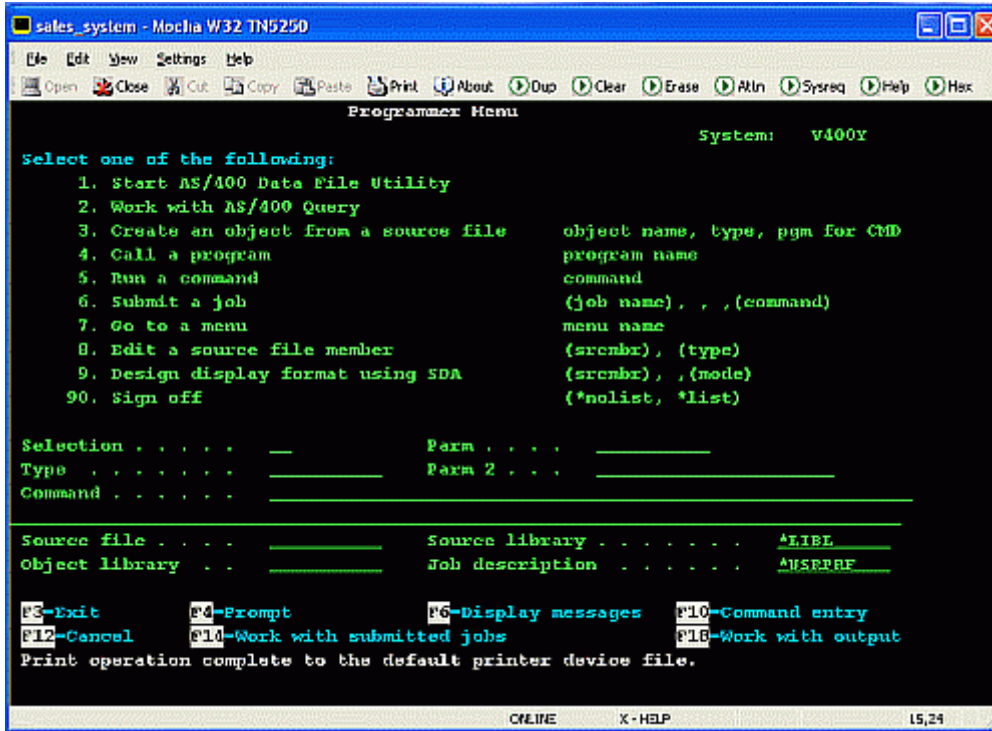 sales_system - Mocha W32 TN5250
File Edit View Settings Help
Open Close Cut Copy Paste Print About Dup Clear Erase Attn Sysreq Help Hex
Programmer Menu
System: V400Y
Select one of the following:
1. Start AS/400 Data File Utility
2. Work with AS/400 Query
3. Create an object from a source file object name, type, pgm for CMD
4. Call a program program name
5. Run a command command
6. Submit a job (job name), , ,(command)
7. Go to a menu menu name
8. Edit a source file member (srcmbr), (type)
9. Design display format using SDA (srcmbr), ,(mode)
90. Sign off (*nolist, *list)
Selection . . . . . Parm . . . .
Type . . . . . . . Parm 2 . . .
Command . . . . . .
Source file . . . . Source library . . . . . . . *LIBL
Object library . . Job description . . . . . . *USRPRF
F3-Exit F4-Prompt F6-Display messages F10-Command entry
F12-Cancel F14-Work with submitted jobs F18-Work with output
Print operation complete to the default printer device file.
ONLINE X - HELP 15,24